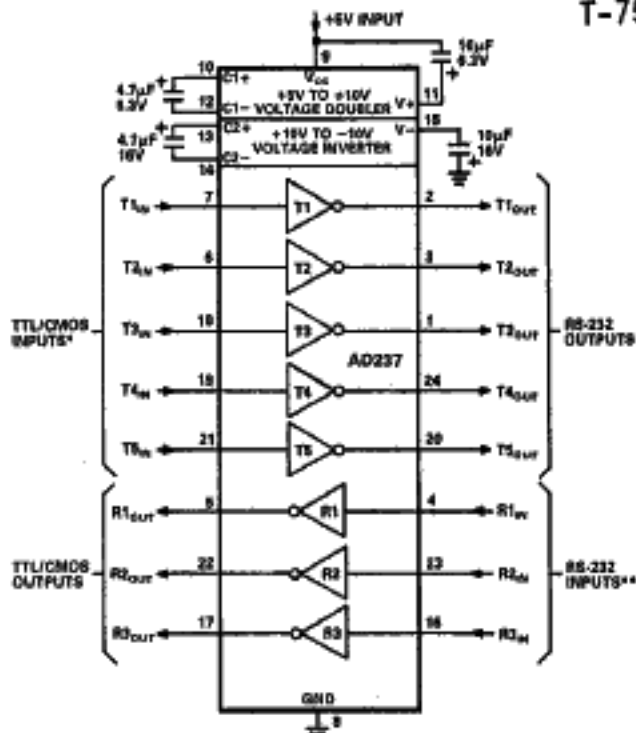 T-75
+5V INPUT
9
VCC
10µF
6.3V
10
C1+
4.7µF
6.3V
12
C1–
+5V TO +10V
VOLTAGE DOUBLER
V+
11
13
C2+
4.7µF
16V
14
C2–
+10V TO –10V
VOLTAGE INVERTER
V–
15
10µF
16V
T1IN
7
T1
2
T1OUT
T2IN
6
T2
3
T2OUT
TTL/CMOS
INPUTS*
T3IN
18
T3
1
T3OUT
RS-232
OUTPUTS
AD237
T4IN
19
T4
24
T4OUT
T5IN
21
T5
20
T5OUT
R1OUT
5
R1
4
R1IN
TTL/CMOS
OUTPUTS
R2OUT
22
R2
23
R2IN
RS-232
INPUTS**
R3OUT
17
R3
16
R3IN
GND
8